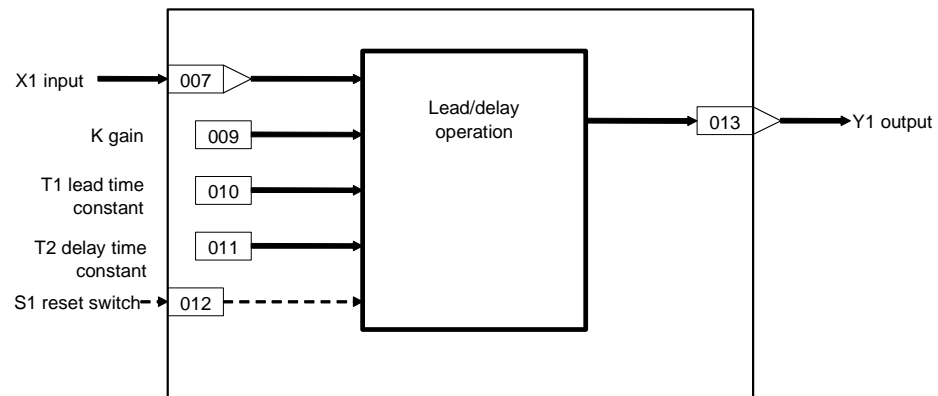 X1 input
007
K gain
009
Lead/delay
operation
013
Y1 output
T1 lead time
constant
010
T2 delay time
constant
011
S1 reset switch
012